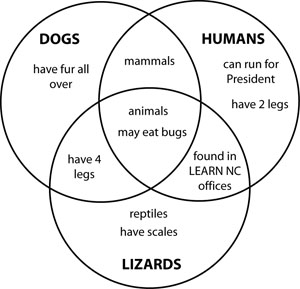 DOGS
HUMANS
have fur all
over
mammals
can run for
President
have 2 legs
animals
may eat bugs
have 4
legs
found in
LEARN NC
offices
reptiles
have scales
LIZARDS